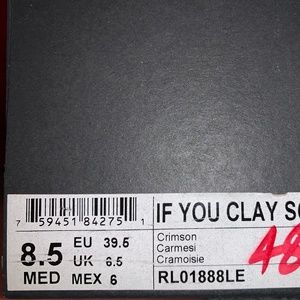 IF YOU CLAY SO
7 59451 84275 1
Crimson
Carmesi
Cramoisie
8.5 EU 39.5
UK 6.5
MED MEX 6
RL01888LE
48